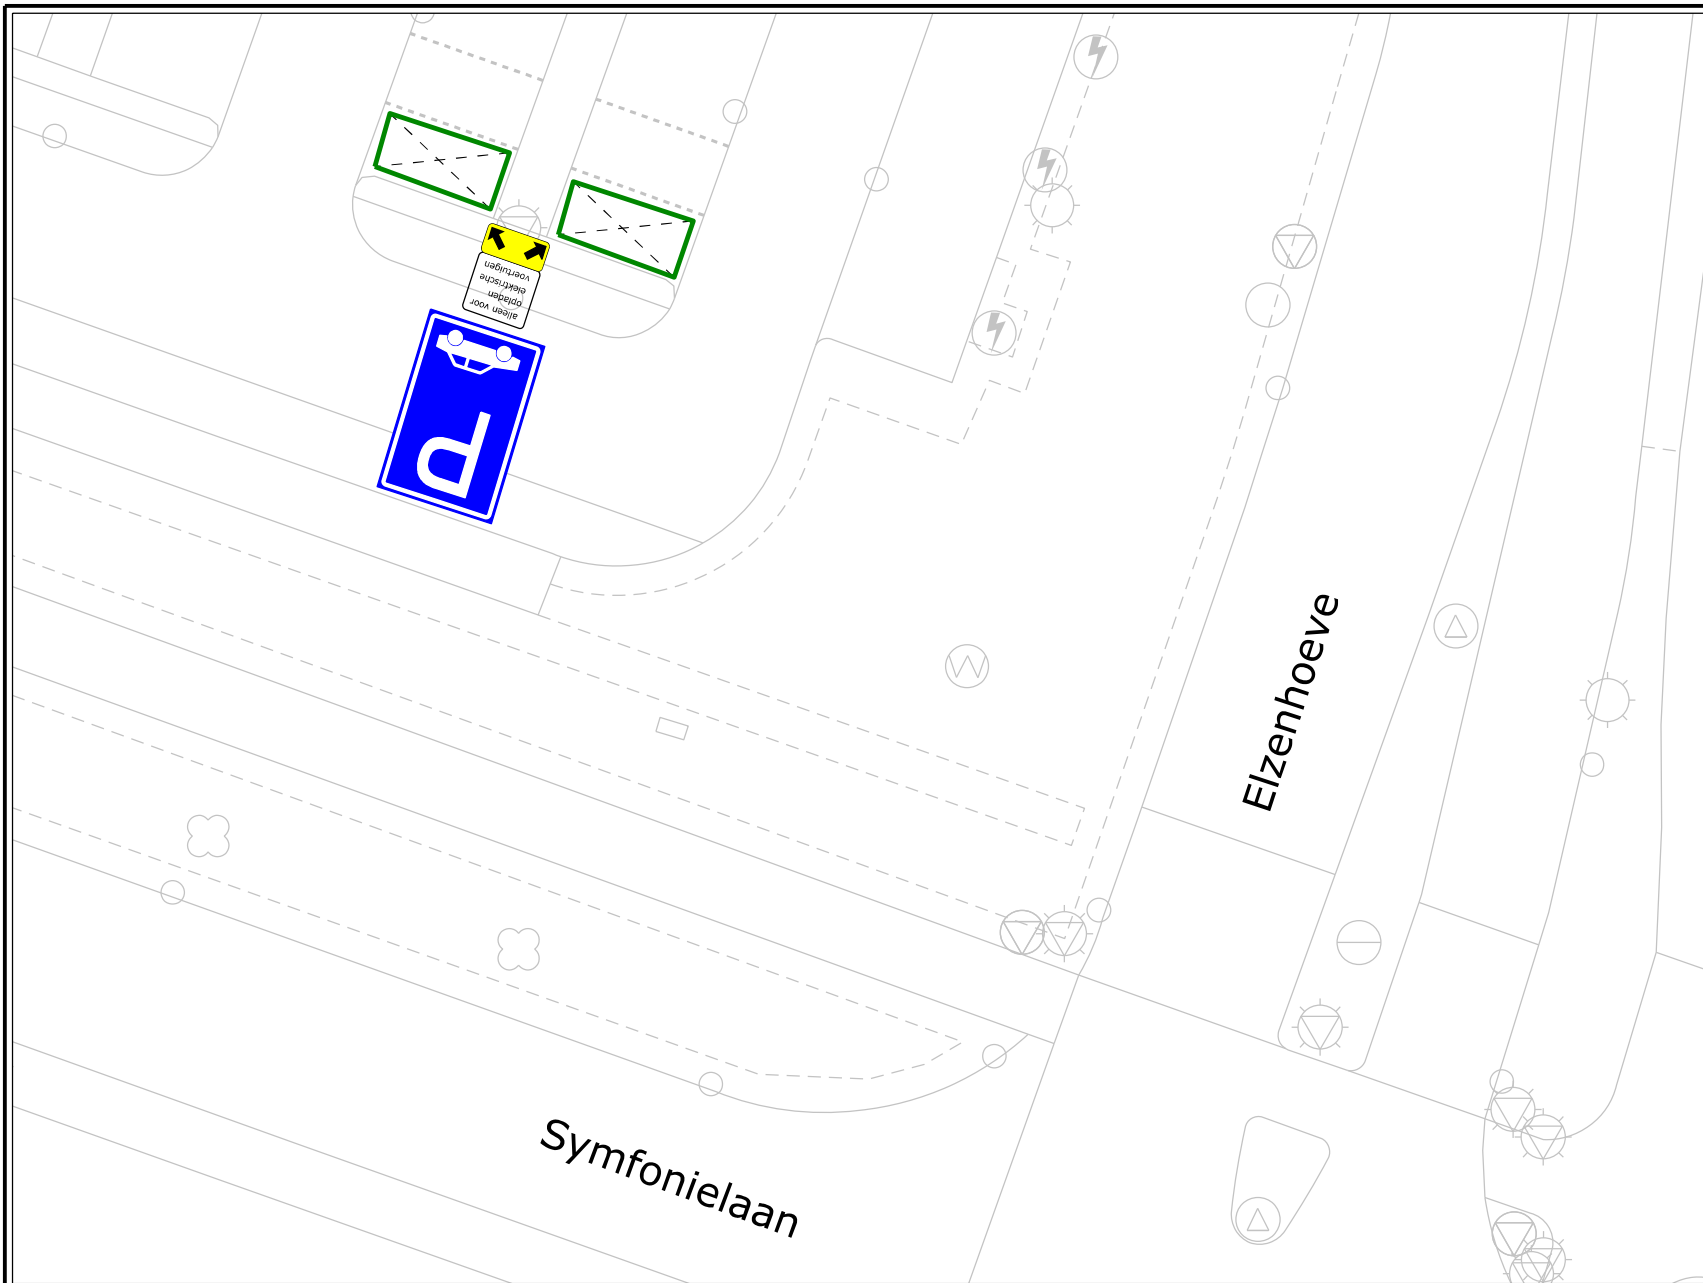 alleen voor
opladen
elektrische
voertuigen
P
Elzenhoeve
Symfonielaan